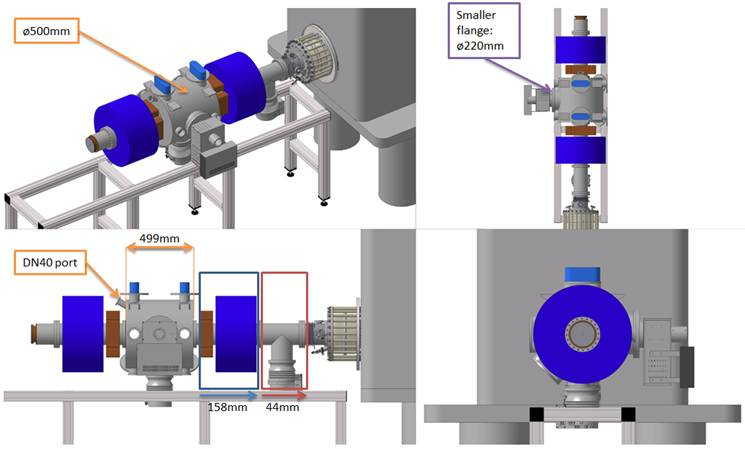 ø500mm
Smaller
flange:
ø220mm
499mm
DN40 port
158mm
44mm